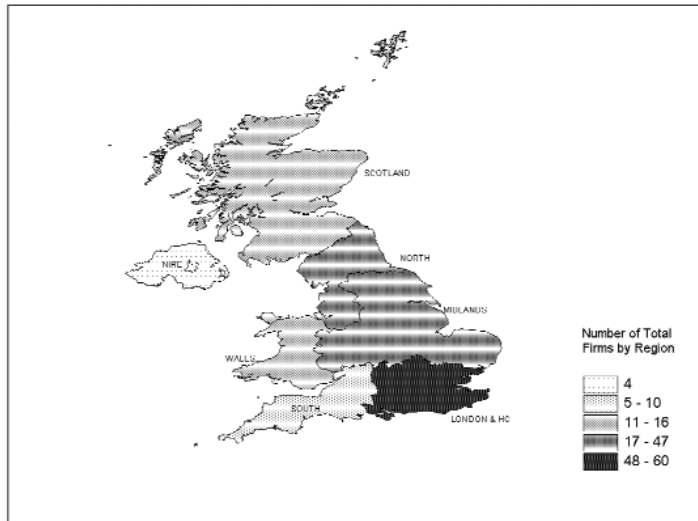 SCOTLAND
NIRE
NORTH
MIDLANDS
WALLS
SOUTH
LONDON & HC
Number of Total
Firms by Region
4
5 - 10
11 - 16
17 - 47
48 - 60